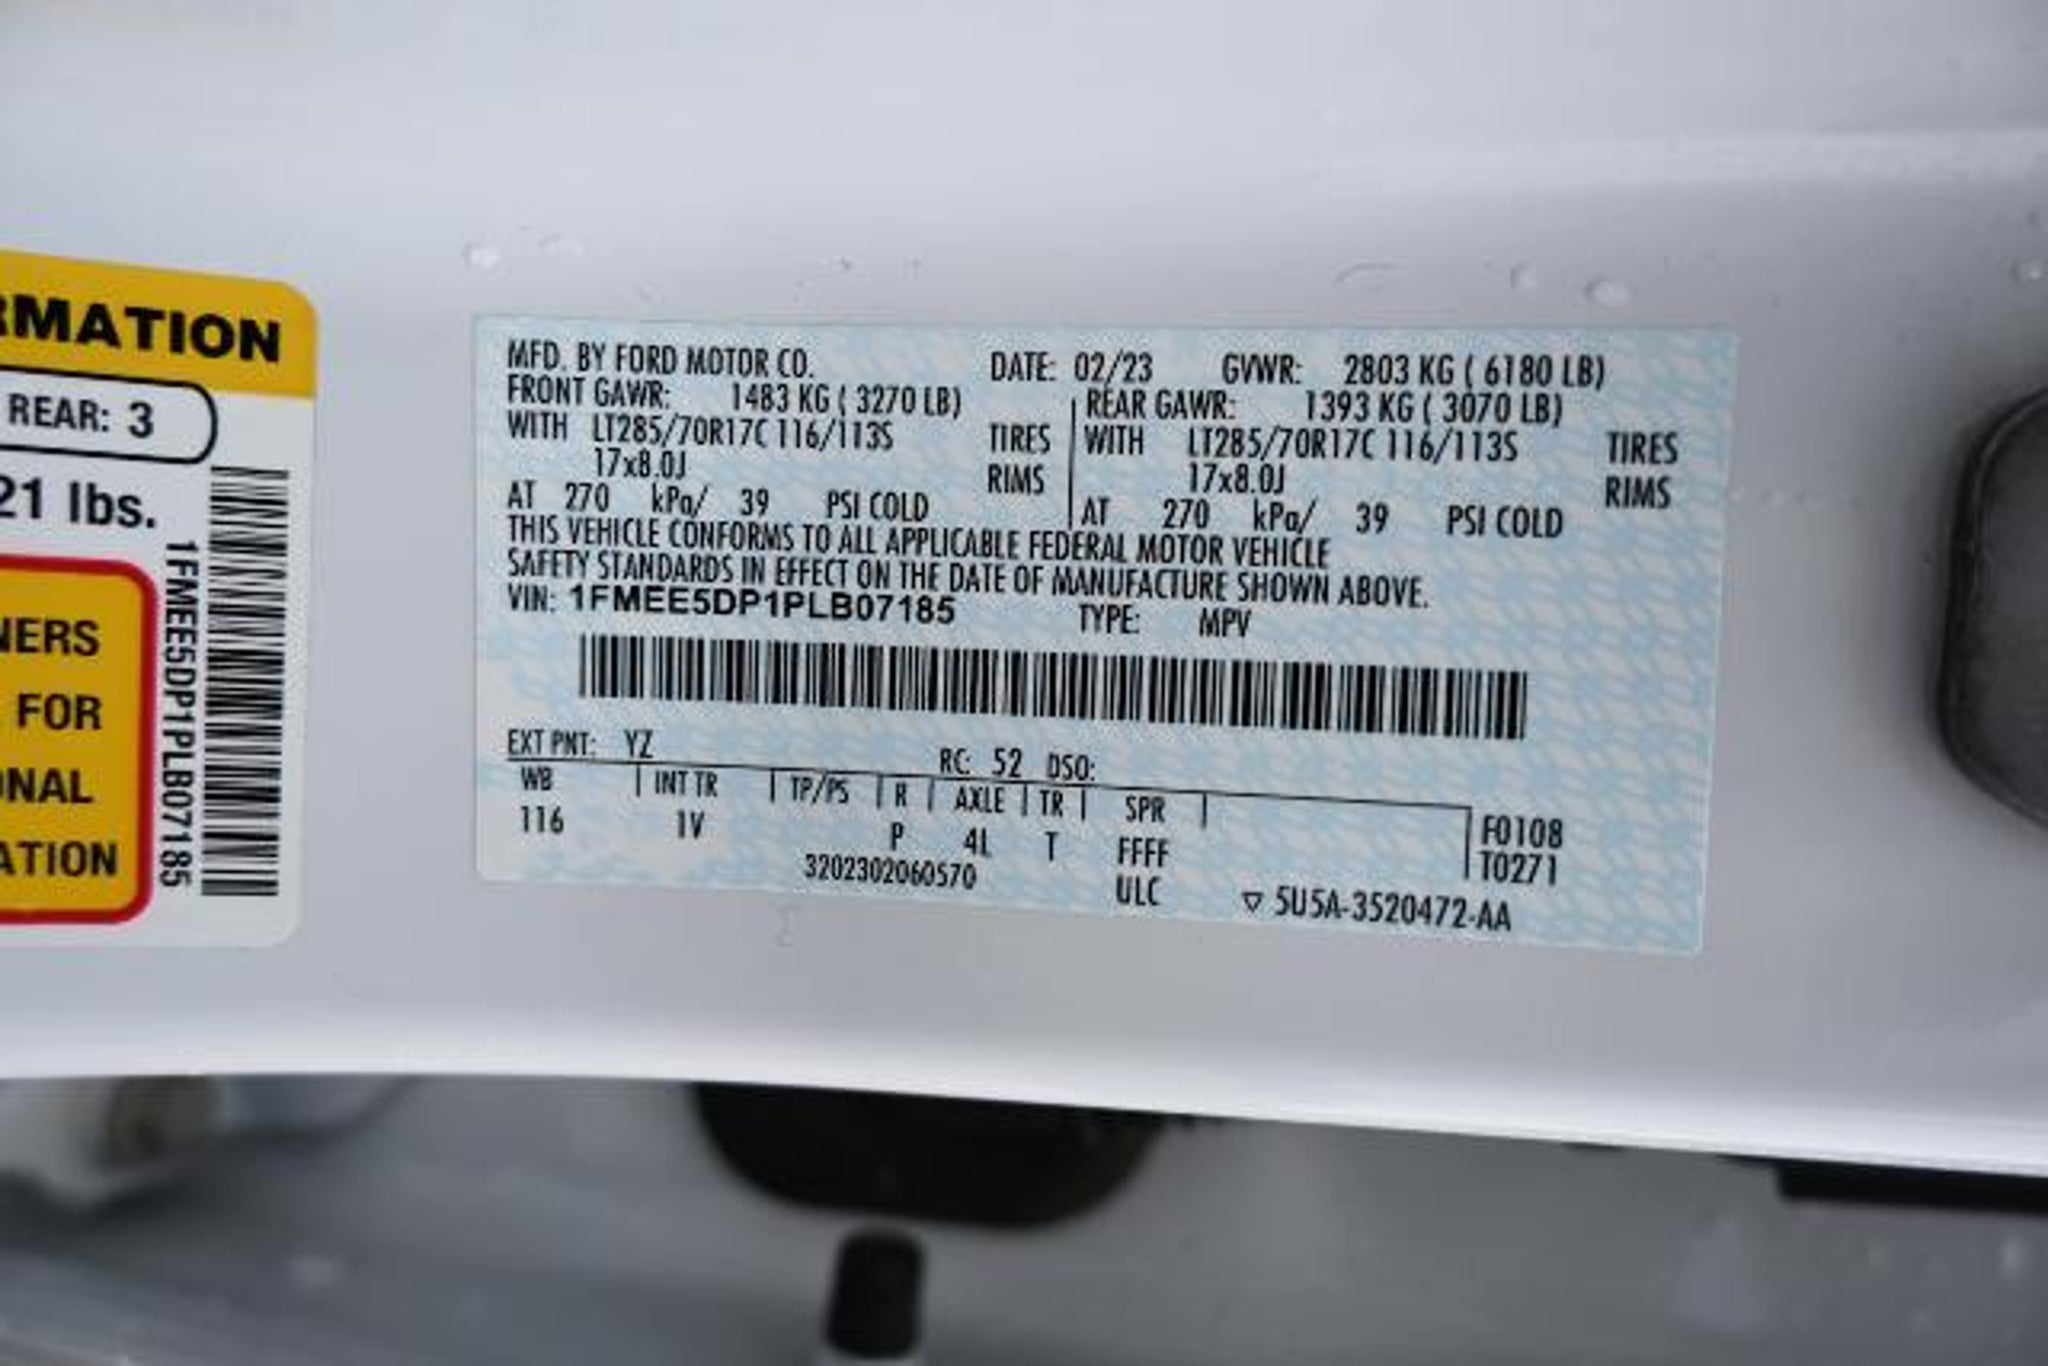 RMATION
REAR: 3
21 lbs.
NERS
FOR
ONAL
ATION
1FMEE5DP1PLB07185
MFD. BY FORD MOTOR CO. DATE: 02/23 GVWR: 2803 KG ( 6180 LB)
FRONT GAWR: 1483 KG ( 3270 LB) REAR GAWR: 1393 KG ( 3070 LB)
WITH LT285/70R17C 116/113S TIRES WITH LT285/70R17C 116/113S TIRES
17x8.0J RIMS 17x8.0J RIMS
AT 270 kPa/ 39 PSI COLD AT 270 kPa/ 39 PSI COLD
THIS VEHICLE CONFORMS TO ALL APPLICABLE FEDERAL MOTOR VEHICLE
SAFETY STANDARDS IN EFFECT ON THE DATE OF MANUFACTURE SHOWN ABOVE.
VIN: 1FMEE5DP1PLB07185 TYPE: MPV
EXT PNT: YZ RC: 52 DSO:
WB INT TR TP/PS R AXLE TR SPR F0108
116 1V P 4L T FFFF T0271
3202302060570 ULC ▽ 5U5A-3520472-AA